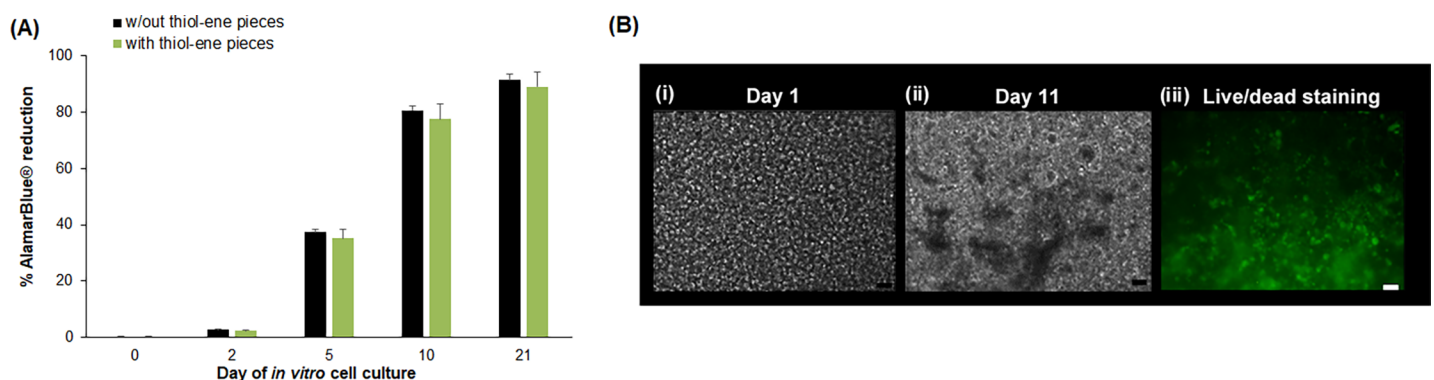 (A)
w/out thiol-ene pieces
with thiol-ene pieces
% AlamarBlue® reduction
100
80
60
40
20
0
0 2 5 10 21
Day of in vitro cell culture
(B)
(i) Day 1
(ii) Day 11
(iii) Live/dead staining